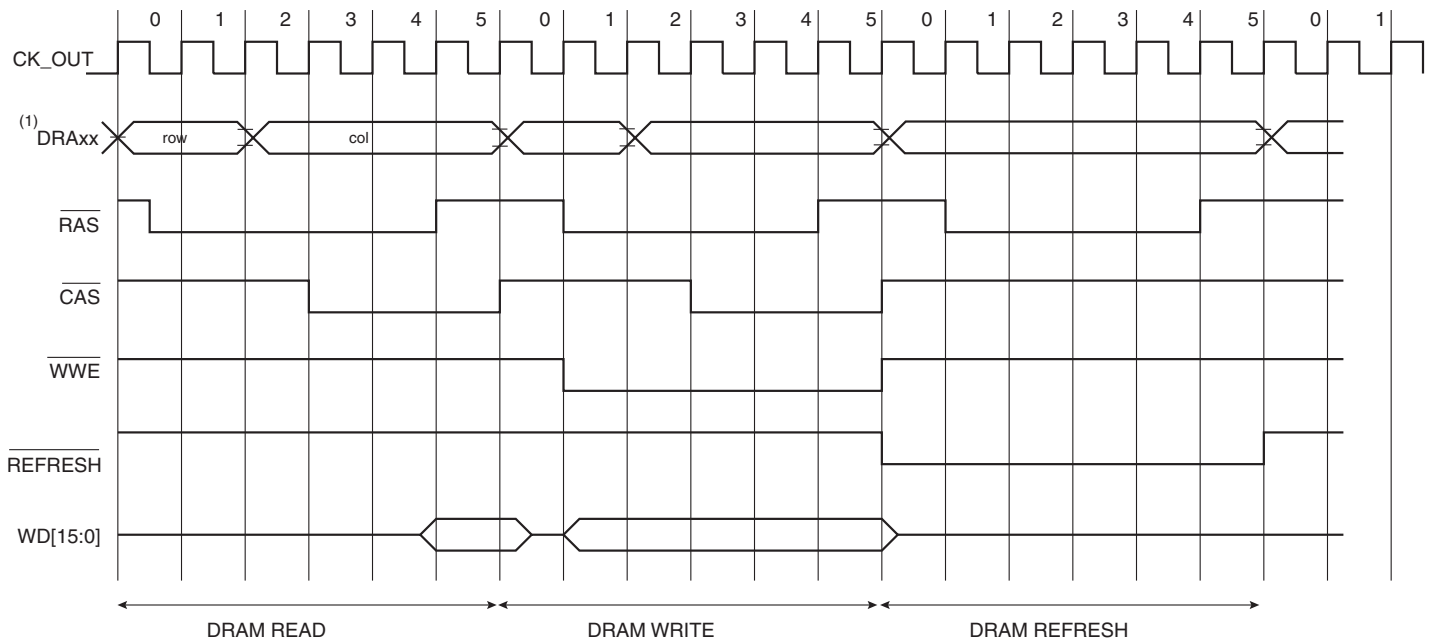 0 1 2 3 4 5 0 1 2 3 4 5 0 1 2 3 4 5 0 1
CK_OUT
(1) DRAxx row col
RAS
CAS
WWE
REFRESH
WD[15:0]
DRAM READ DRAM WRITE DRAM REFRESH